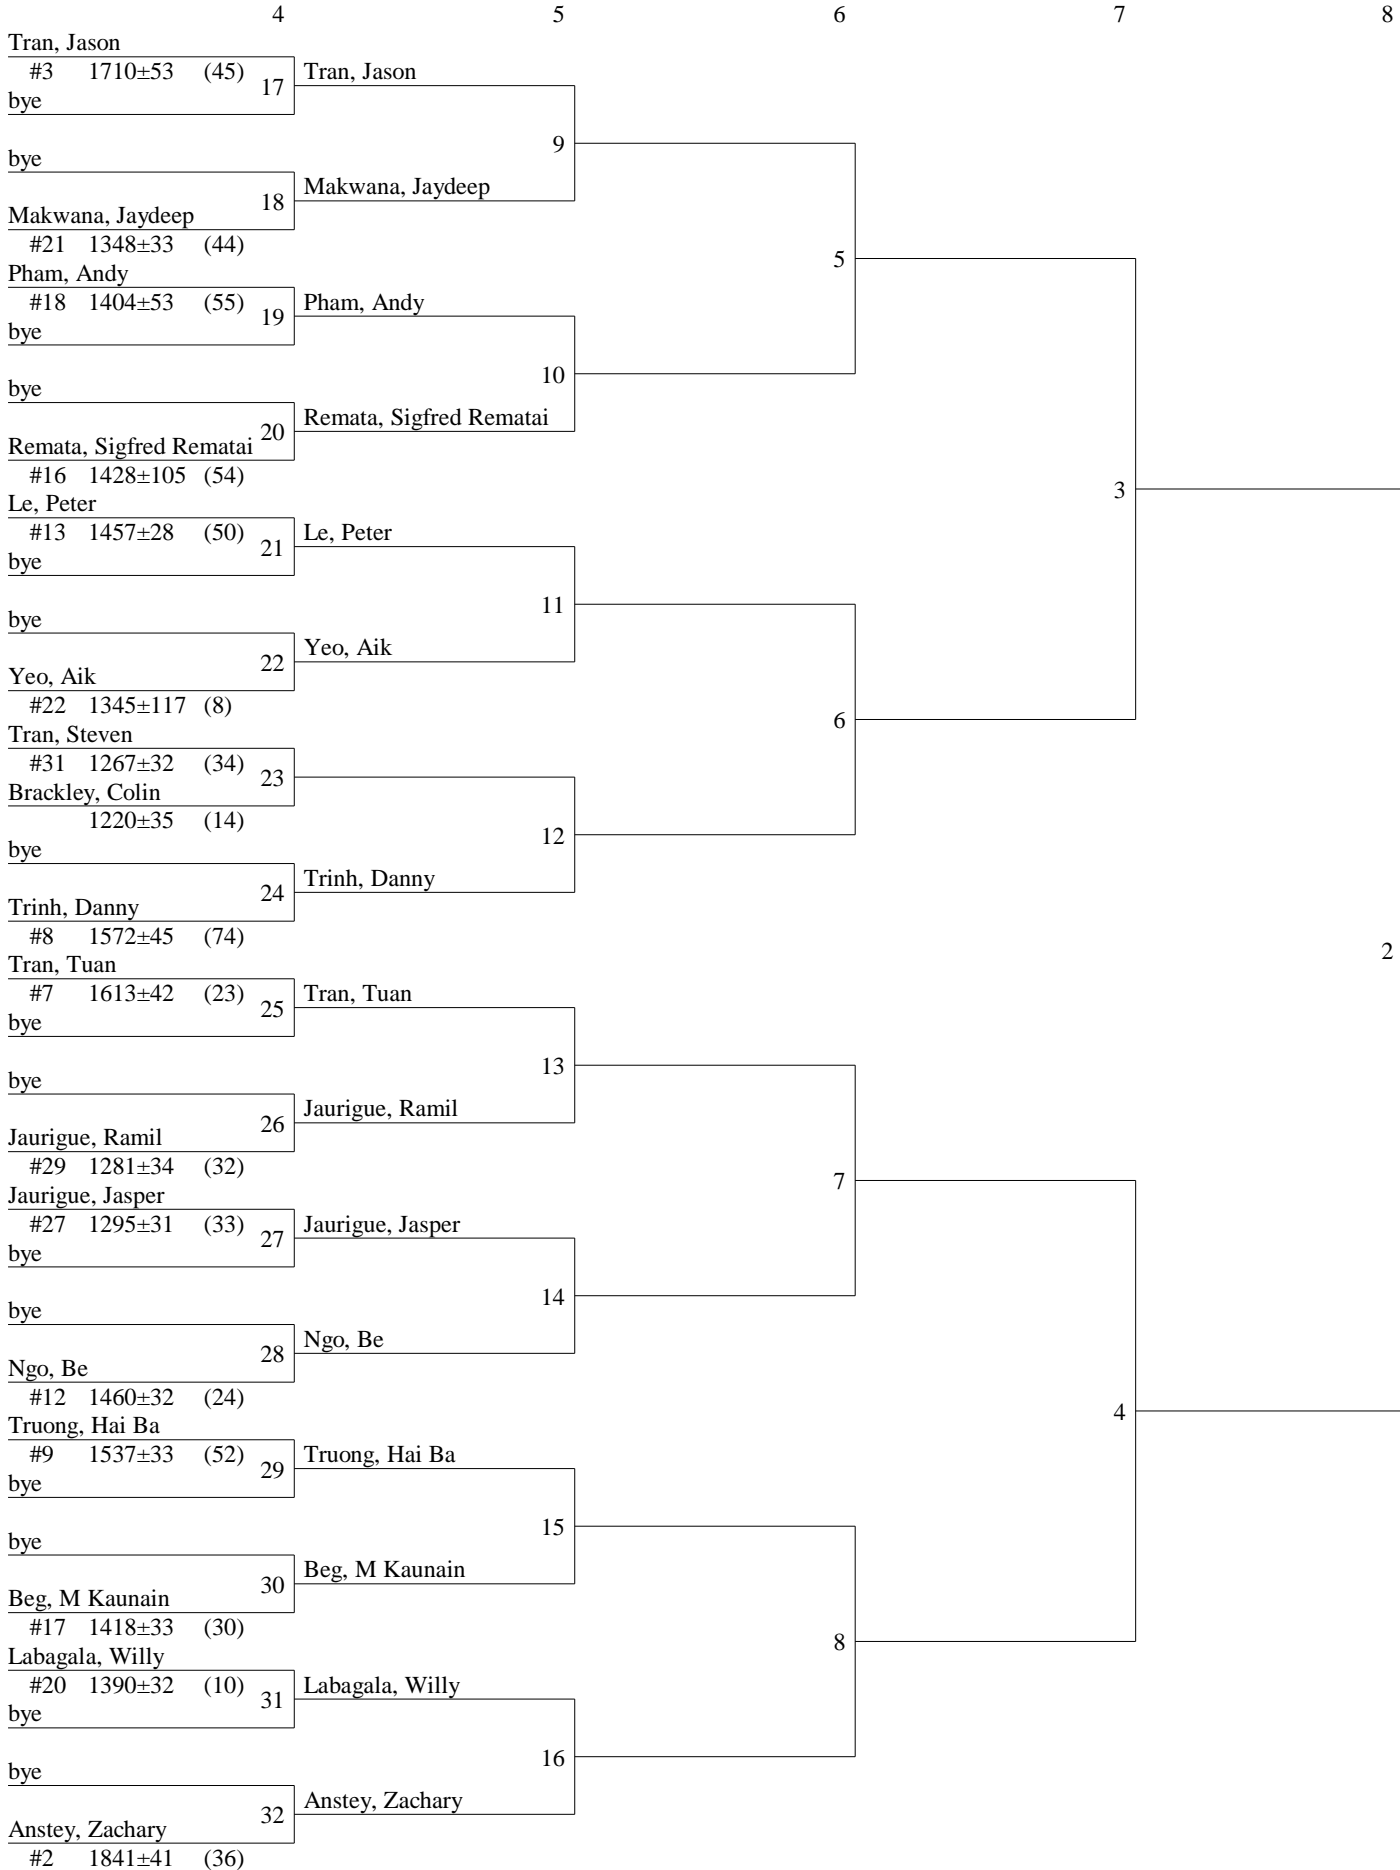 4 5 6 7 8
Tran, Jason
#3 1710±53 (45) 17 Tran, Jason
bye
9
bye
18 Makwana, Jaydeep
Makwana, Jaydeep
#21 1348±33 (44)
5
Pham, Andy
#18 1404±53 (55) 19 Pham, Andy
bye
10
bye
20 Remata, Sigfred Rematai
Remata, Sigfred Rematai
#16 1428±105 (54)
3
Le, Peter
#13 1457±28 (50) 21 Le, Peter
bye
11
bye
22 Yeo, Aik
Yeo, Aik
#22 1345±117 (8)
6
Tran, Steven
#31 1267±32 (34) 23
Brackley, Colin
1220±35 (14)
12
bye
24 Trinh, Danny
Trinh, Danny
#8 1572±45 (74)
2
Tran, Tuan
#7 1613±42 (23) 25 Tran, Tuan
bye
13
bye
26 Jaurigue, Ramil
Jaurigue, Ramil
#29 1281±34 (32)
7
Jaurigue, Jasper
#27 1295±31 (33) 27 Jaurigue, Jasper
bye
14
bye
28 Ngo, Be
Ngo, Be
#12 1460±32 (24)
4
Truong, Hai Ba
#9 1537±33 (52) 29 Truong, Hai Ba
bye
15
bye
30 Beg, M Kaunain
Beg, M Kaunain
#17 1418±33 (30)
8
Labagala, Willy
#20 1390±32 (10) 31 Labagala, Willy
bye
16
bye
32 Anstey, Zachary
Anstey, Zachary
#2 1841±41 (36)